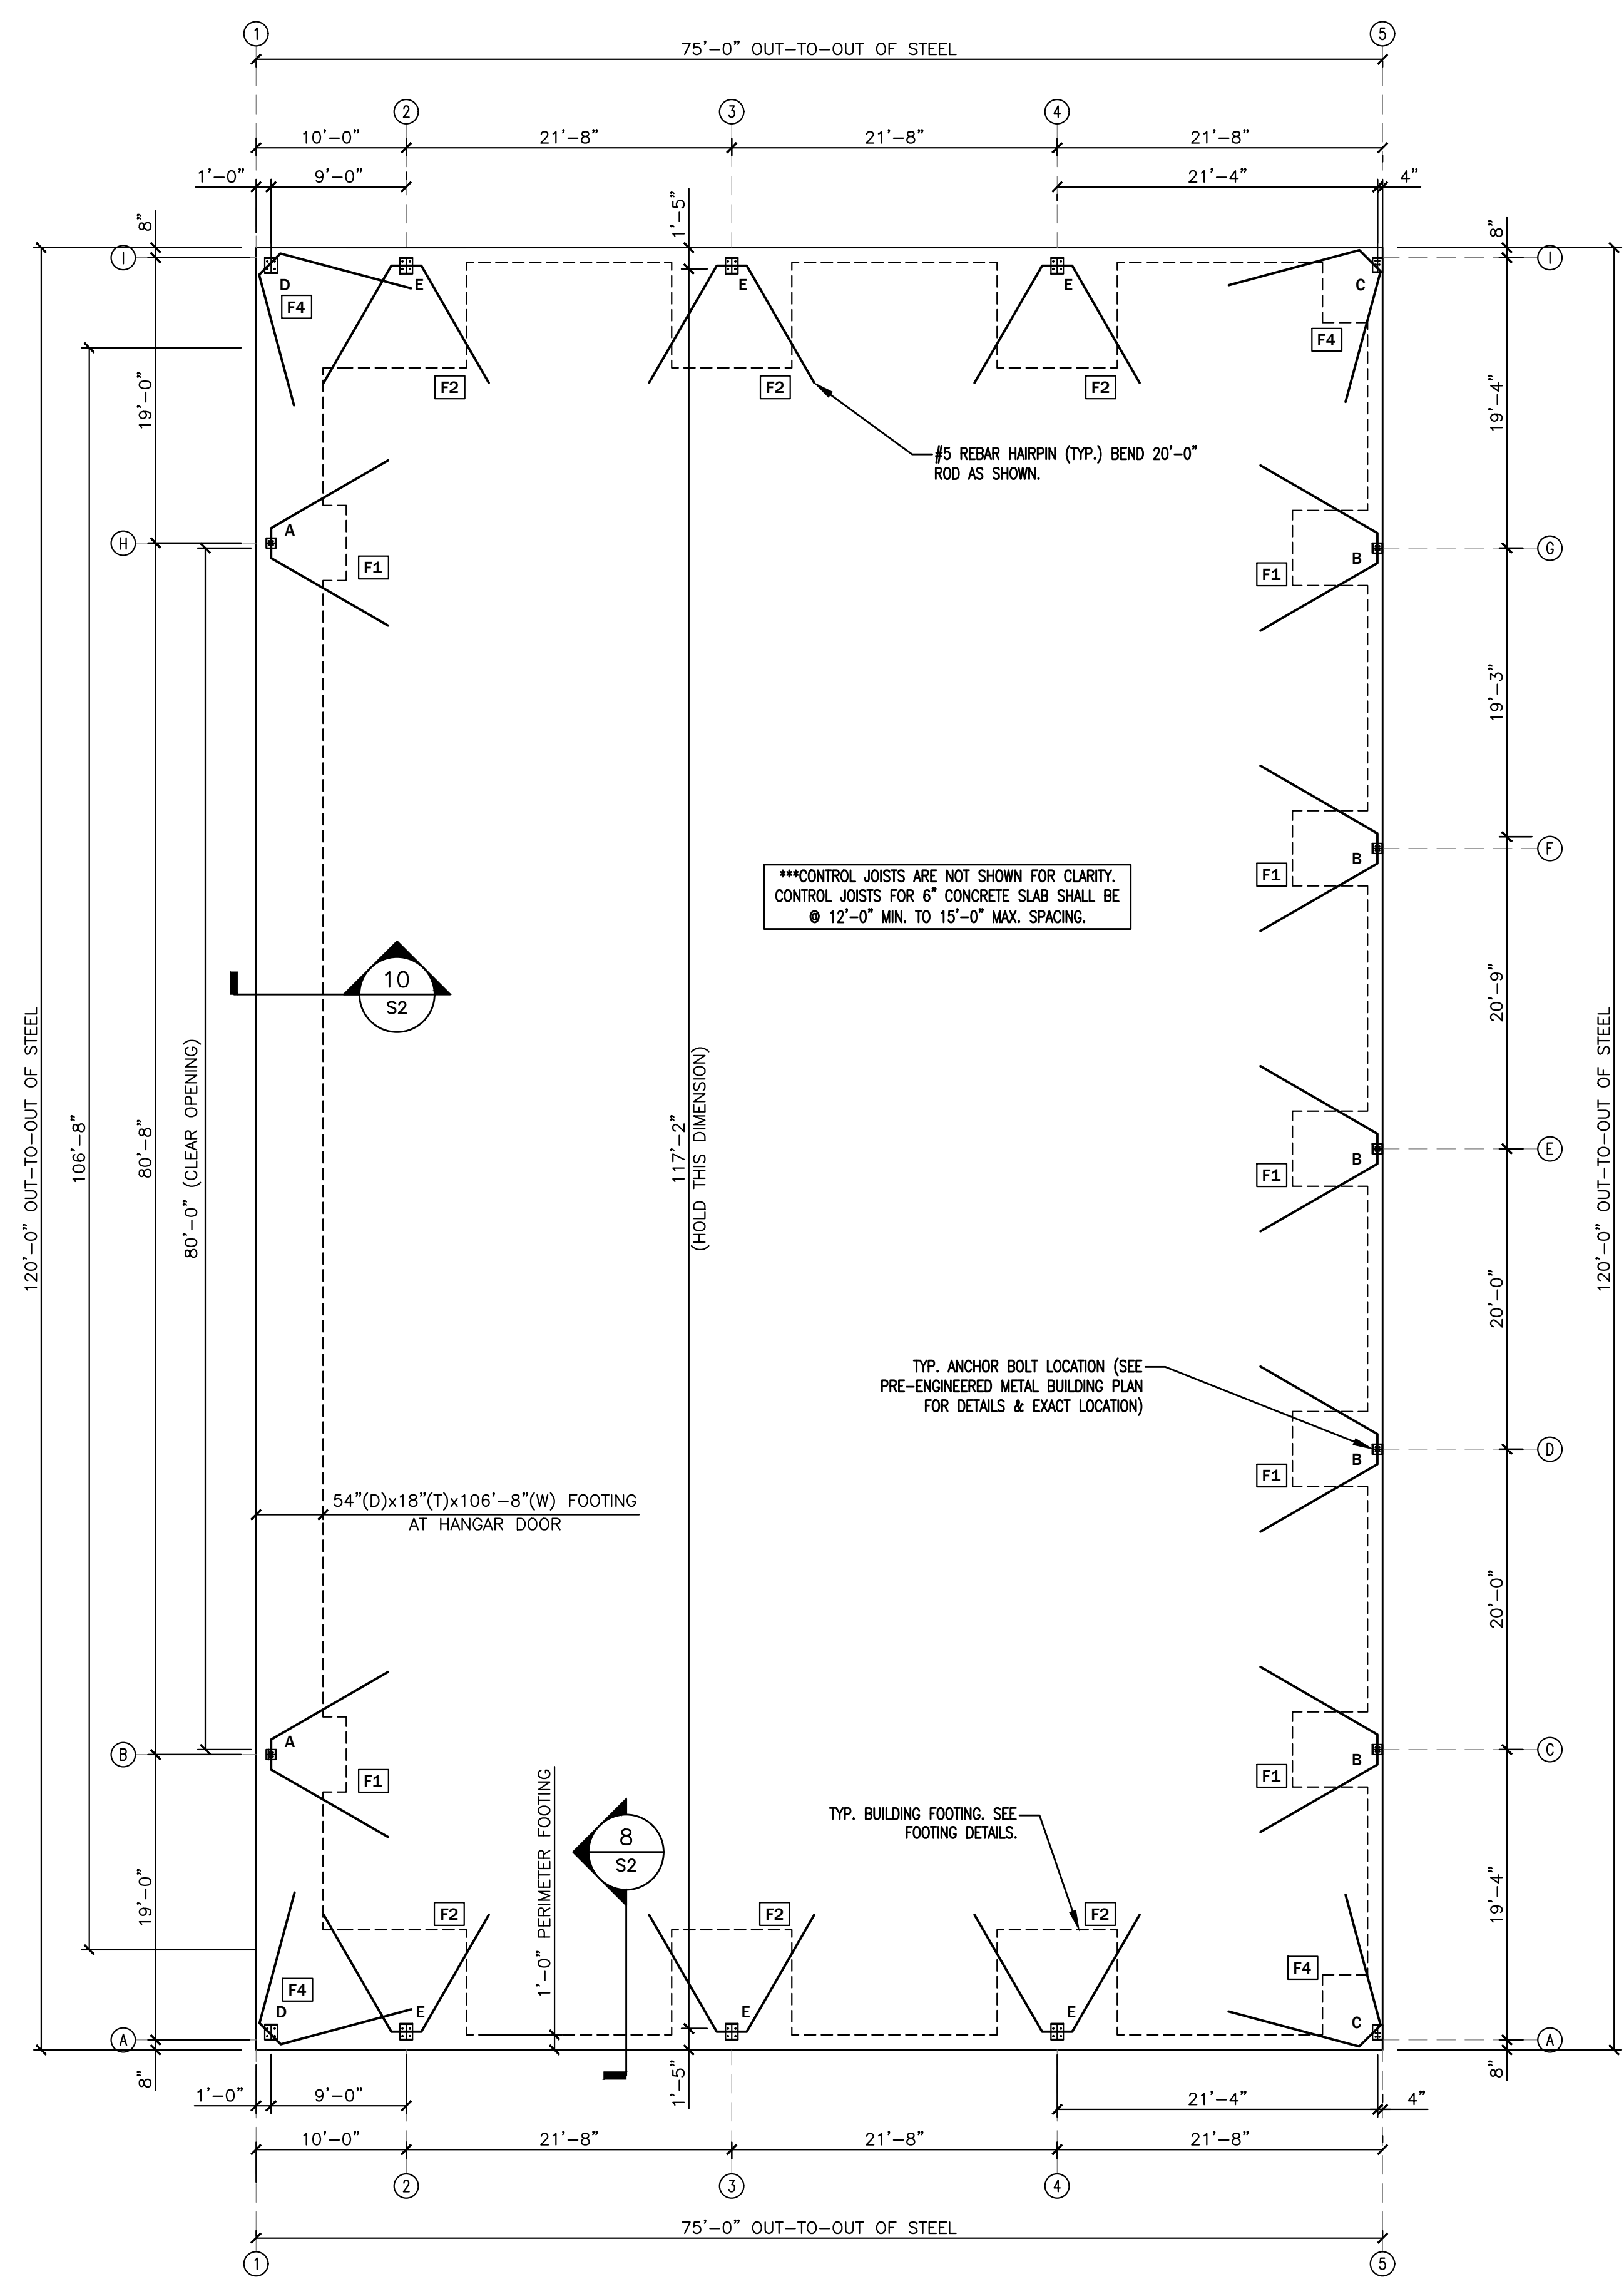 1
5
75'-0" OUT-TO-OUT OF STEEL
2
3
4
10'-0"
21'-8"
21'-8"
21'-8"
1'-0"
9'-0"
21'-4"
4"
8"
1'-5"
8"
I
I
D
E
E
E
C
F4
F4
F2
F2
F2
19'-0"
19'-4"
#5 REBAR HAIRPIN (TYP.) BEND 20'-0"
ROD AS SHOWN.
H
A
F1
G
B
F1
19'-3"
***CONTROL JOISTS ARE NOT SHOWN FOR CLARITY.
CONTROL JOISTS FOR 6" CONCRETE SLAB SHALL BE
@ 12'-0" MIN. TO 15'-0" MAX. SPACING.
F
B
F1
10
S2
20'-9"
120'-0" OUT-TO-OUT OF STEEL
106'-8"
80'-8"
80'-0" (CLEAR OPENING)
117'-2"
(HOLD THIS DIMENSION)
E
B
F1
120'-0" OUT-TO-OUT OF STEEL
20'-0"
TYP. ANCHOR BOLT LOCATION (SEE
PRE-ENGINEERED METAL BUILDING PLAN
FOR DETAILS & EXACT LOCATION)
D
B
F1
54"(D)x18"(T)x106'-8"(W) FOOTING
AT HANGAR DOOR
20'-0"
B
A
F1
C
B
F1
1'-0" PERIMETER FOOTING
8
S2
TYP. BUILDING FOOTING. SEE
FOOTING DETAILS.
19'-0"
19'-4"
F2
F2
F2
F4
F4
D
E
E
E
C
A
A
8"
1'-5"
8"
1'-0"
9'-0"
21'-4"
4"
10'-0"
21'-8"
21'-8"
21'-8"
2
3
4
75'-0" OUT-TO-OUT OF STEEL
1
5